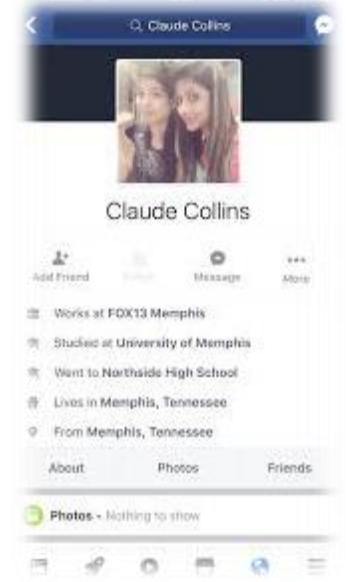 Claude Collins
Claude Collins
Add Friend
Message
More
Works at FOX13 Memphis
Studied at University of Memphis
Went to Northside High School
Lives in Memphis, Tennessee
From Memphis, Tennessee
About Photos Friends
Photos - Nothing to show